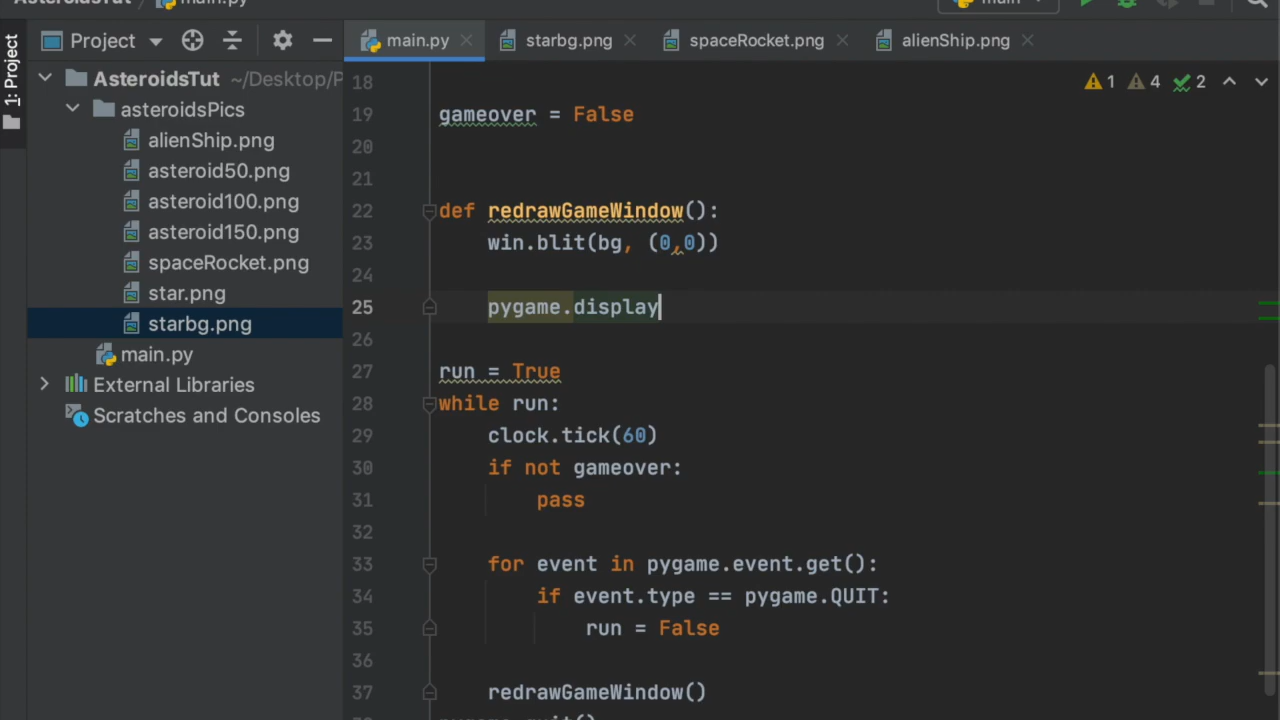 AsteroidsTut
main.py
main
1: Project
Project
main.py
starbg.png
spaceRocket.png
alienShip.png
AsteroidsTut ~/Desktop/P
asteroidsPics
alienShip.png
asteroid50.png
asteroid100.png
asteroid150.png
spaceRocket.png
star.png
starbg.png
main.py
External Libraries
Scratches and Consoles
1 4 2
18
19 gameover = False
20
21
22 def redrawGameWindow():
23 win.blit(bg, (0,0))
24
25 pygame.display
26
27 run = True
28 while run:
29 clock.tick(60)
30 if not gameover:
31 pass
32
33 for event in pygame.event.get():
34 if event.type == pygame.QUIT:
35 run = False
36
37 redrawGameWindow()
38 pygame.quit()